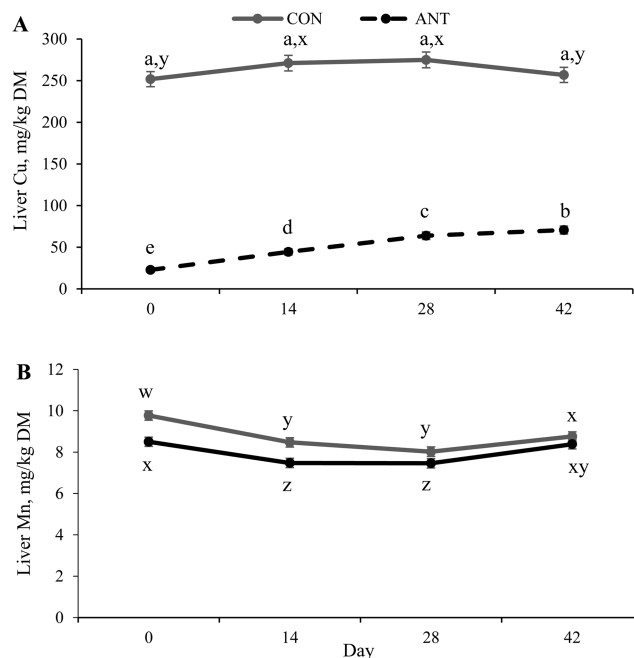 CON ANT
A
a,y a,x a,x a,y
300
250
200
150
100
50
0
Liver Cu, mg/kg DM
e d c b
0 14 28 42
B
12
10
8
6
4
2
0
Liver Mn, mg/kg DM
w y y x
x z z xy
0 14 28 42
Day